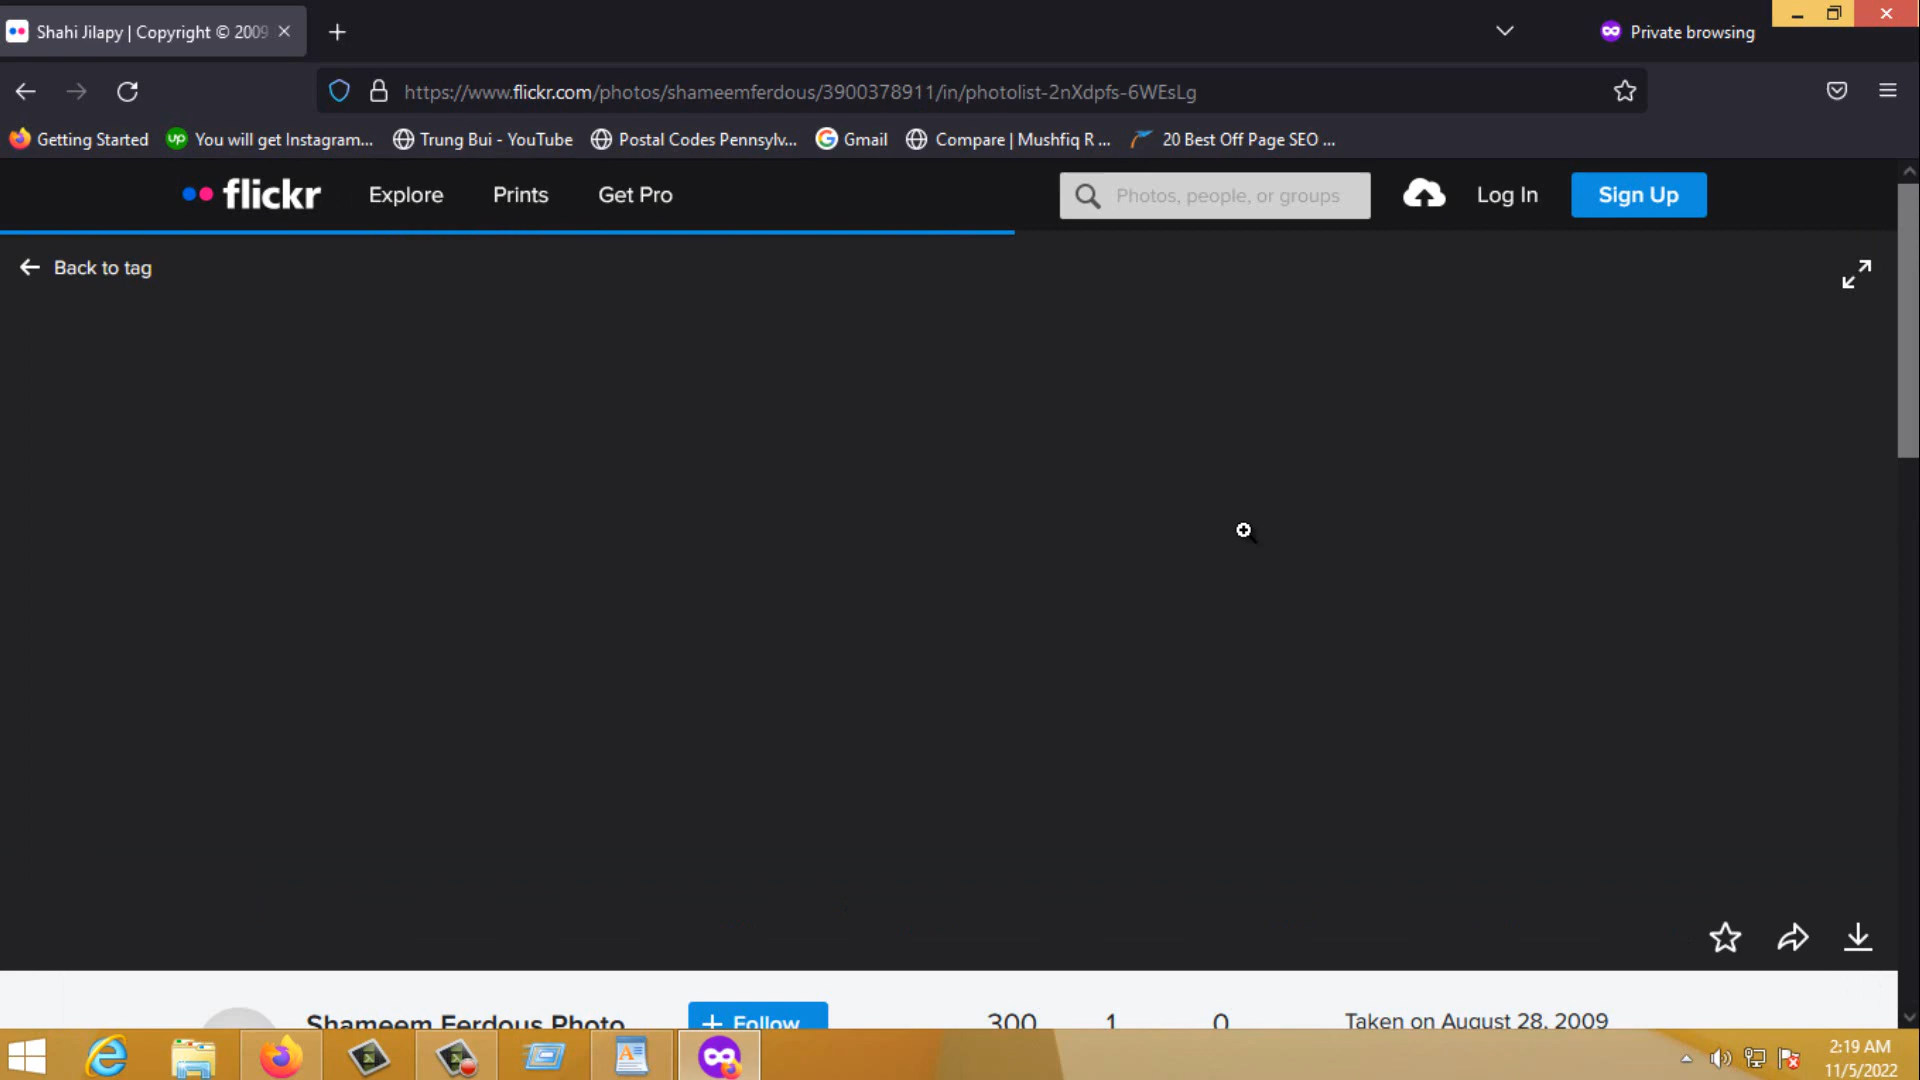 Shahi Jilapy | Copyright © 2009
Private browsing
https://www.flickr.com/photos/shameemferdous/3900378911/in/photolist-2nXdpfs-6WEsLg
Getting Started
up
You will get Instagram...
Trung Bui - YouTube
Postal Codes Pennsylv...
Gmail
Compare | Mushfiq R ...
20 Best Off Page SEO ...
flickr
Explore
Prints
Get Pro
Photos, people, or groups
Log In
Sign Up
Back to tag
Shameem Ferdous Photo
+ Follow
300
1
0
Taken on August 28, 2009
2:19 AM
11/5/2022